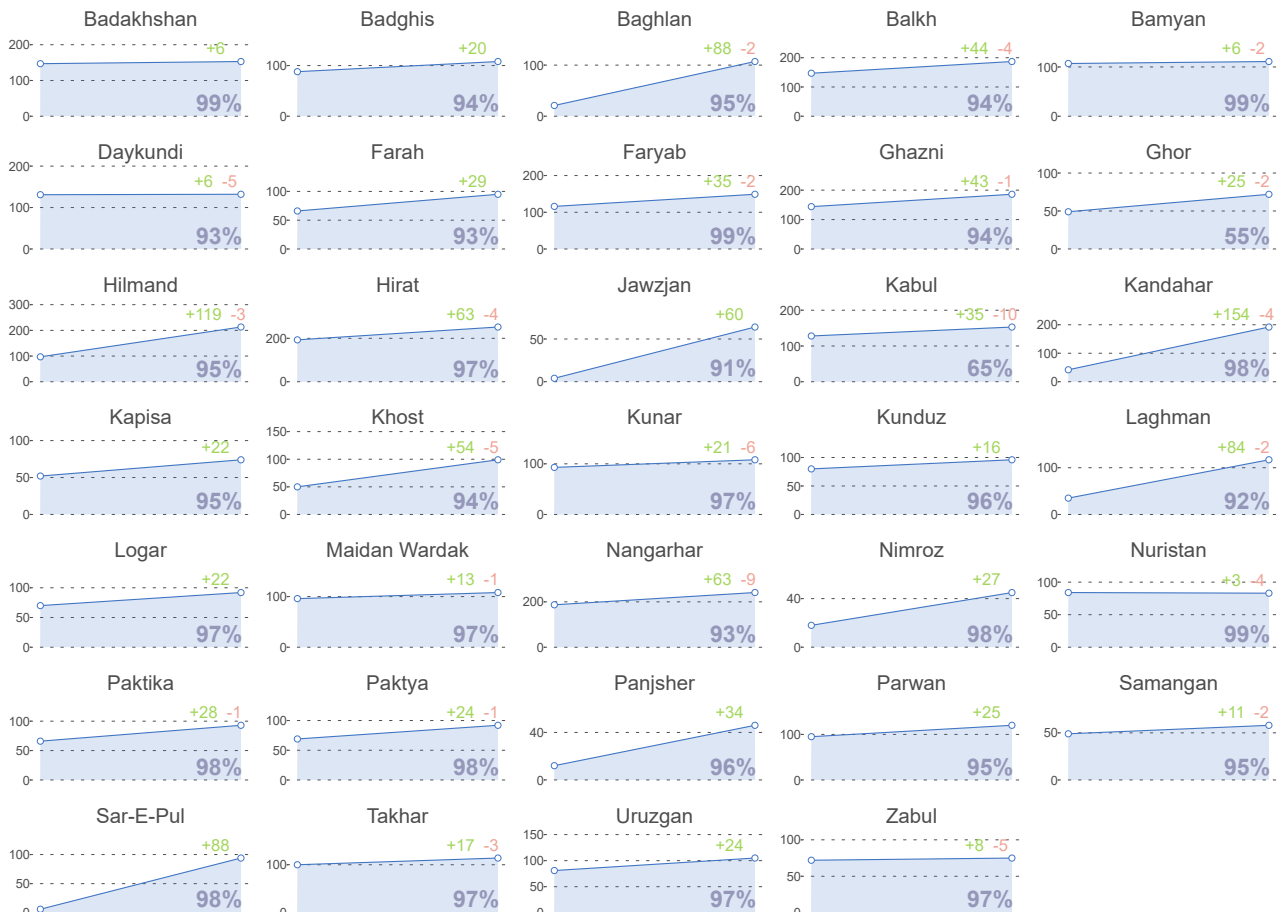 Badakhshan Badghis Baghlan Balkh Bamyan
200 100 0 +6 99%
100 0 +20 94%
100 0 +88 -2 95%
200 100 0 +44 -4 94%
100 0 +6 -2 99%
Daykundi Farah Faryab Ghazni Ghor
200 100 0 +6 -5 93%
100 50 0 +29 93%
200 100 0 +35 -2 99%
200 100 0 +43 -1 94%
100 50 0 +25 -2 55%
Hilmand Hirat Jawzjan Kabul Kandahar
300 200 100 0 +119 -3 95%
200 0 +63 -4 97%
50 0 +60 91%
200 100 0 +35 -10 65%
200 100 0 +154 -4 98%
Kapisa Khost Kunar Kunduz Laghman
100 50 0 +22 95%
150 100 50 0 +54 -5 94%
100 0 +21 -6 97%
100 50 0 +16 96%
100 0 +84 -2 92%
Logar Maidan Wardak Nangarhar Nimroz Nuristan
100 50 0 +22 97%
100 0 +13 -1 97%
200 0 +63 -9 93%
40 0 +27 98%
100 50 0 +3 -4 99%
Paktika Paktya Panjsher Parwan Samangan
100 50 0 +28 -1 98%
100 50 0 +24 -1 98%
40 0 +34 96%
100 0 +25 95%
50 0 +11 -2 95%
Sar-E-Pul Takhar Uruzgan Zabul
100 50 0 +88 98%
100 0 +17 -3 97%
150 100 50 0 +24 97%
100 50 0 +8 -5 97%